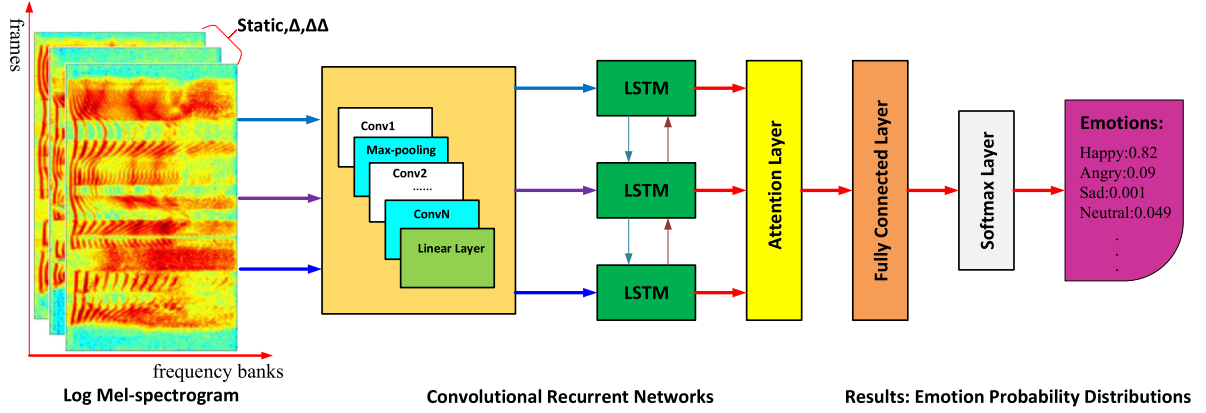 frames
Static,Δ,ΔΔ
frequency banks
Log Mel-spectrogram
Conv1
Max-pooling
Conv2
......
ConvN
Linear Layer
LSTM
LSTM
LSTM
Convolutional Recurrent Networks
Attention Layer
Fully Connected Layer
Softmax Layer
Emotions:
Happy:0.82
Angry:0.09
Sad:0.001
Neutral:0.049
.
.
.
Results: Emotion Probability Distributions